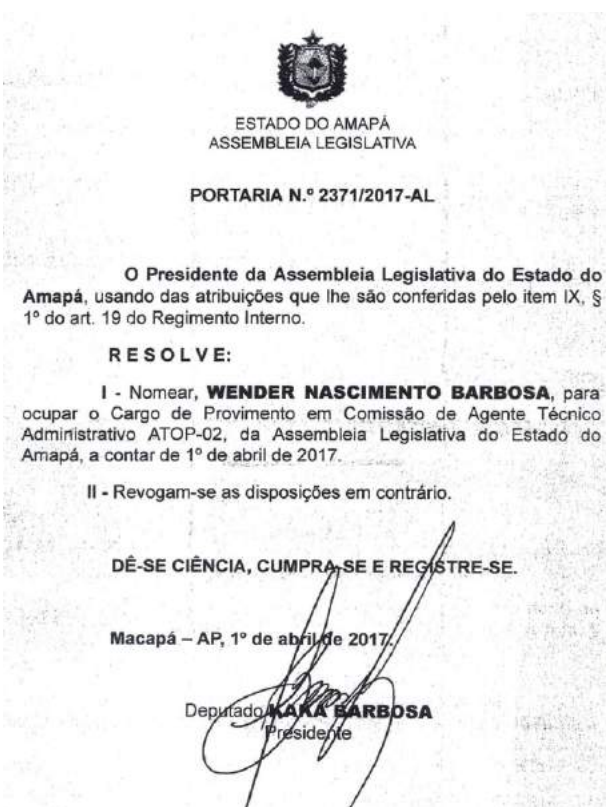 ESTADO DO AMAPÁ
ASSEMBLEIA LEGISLATIVA
PORTARIA N.º 2371/2017-AL
O Presidente da Assembleia Legislativa do Estado do
Amapá, usando das atribuições que lhe são conferidas pelo item IX, §
1º do art. 19 do Regimento Interno.
R E S O L V E:
I - Nomear, WENDER NASCIMENTO BARBOSA, para
ocupar o Cargo de Provimento em Comissão de Agente Técnico
Administrativo ATOP-02, da Assembleia Legislativa do Estado do
Amapá, a contar de 1º de abril de 2017.
II - Revogam-se as disposições em contrário.
DÊ-SE CIÊNCIA, CUMPRA-SE E REGISTRE-SE.
Macapá – AP, 1º de abril de 2017.
Deputado KAKA BARBOSA
Presidente